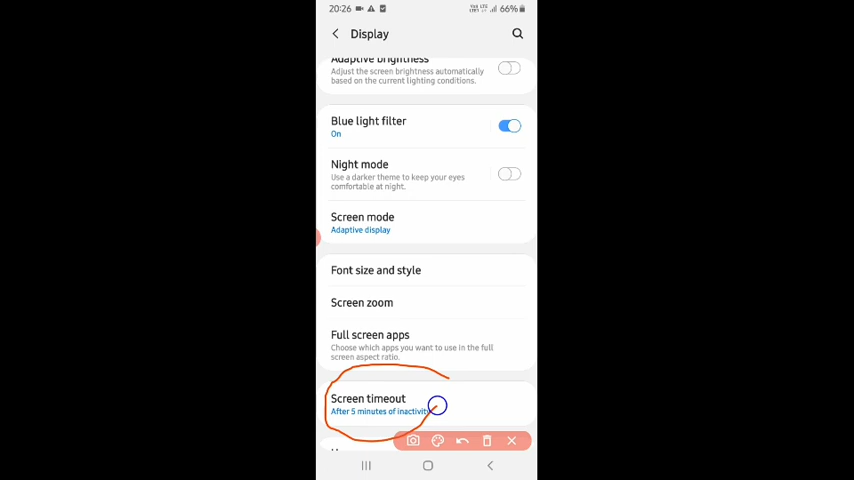 20:26 66%
Display
Adaptive brightness
Adjust the screen brightness automatically
based on the current lighting conditions.
Blue light filter
On
Night mode
Use a darker theme to keep your eyes
comfortable at night.
Screen mode
Adaptive display
Font size and style
Screen zoom
Full screen apps
Choose which apps you want to use in the full
screen aspect ratio.
Screen timeout
After 5 minutes of inactivity